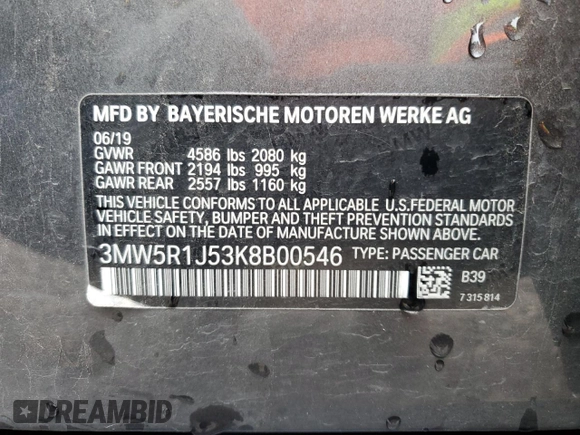 MFD BY BAYERISCHE MOTOREN WERKE AG
06/19
GVWR 4586 lbs 2080 kg
GAWR FRONT 2194 lbs 995 kg
GAWR REAR 2557 lbs 1160 kg
THIS VEHICLE CONFORMS TO ALL APPLICABLE U.S.FEDERAL MOTOR
VEHICLE SAFETY, BUMPER AND THEFT PREVENTION STANDARDS
IN EFFECT ON THE DATE OF MANUFACTURE SHOWN ABOVE.
3MW5R1J53K8B00546 TYPE: PASSENGER CAR
B39
7 315 814
DREAMBID